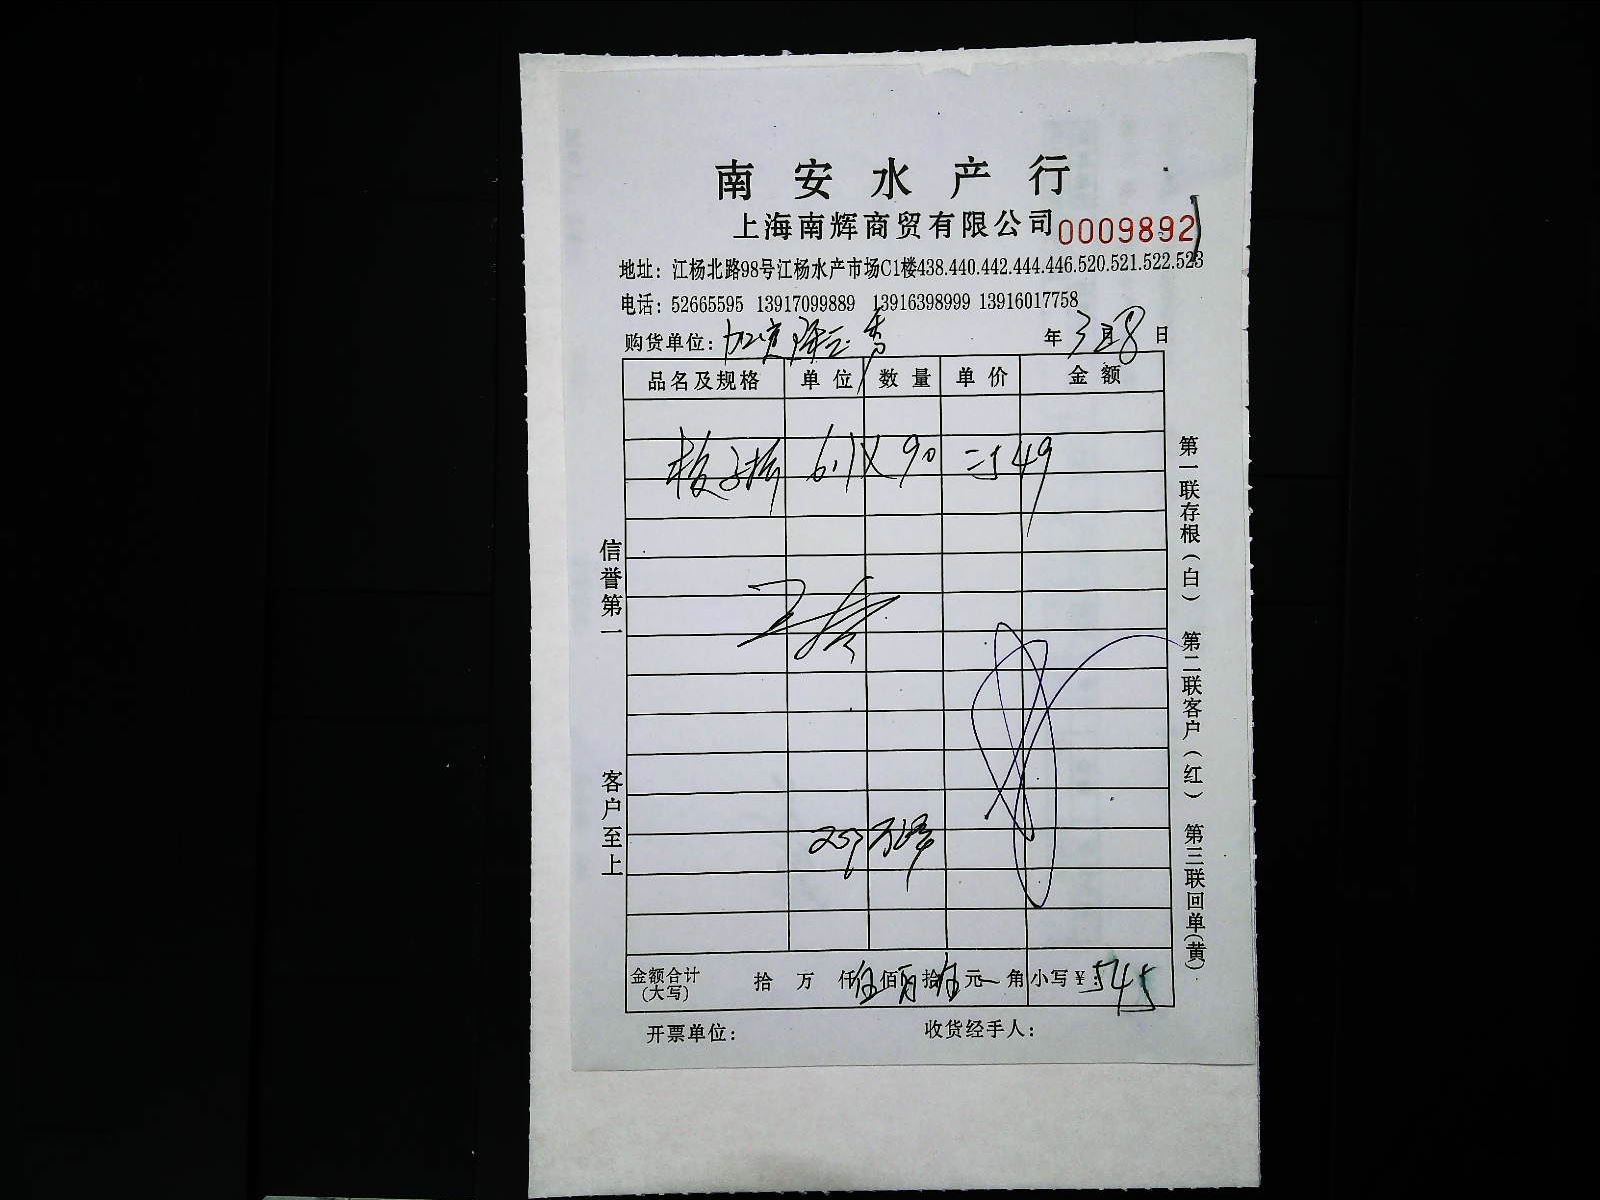 南安水产行
上海南辉商贸有限公司 0009892
地址：江杨北路98号江杨水产市场C1楼438.440.442.444.446.520.521.522.523
电话：52665595 13917099889 13916398999 13916017758
购货单位： 年 3月 8日
品名及规格 单位 数量 单价 金额
6.1 X 90 = 549
信誉第一
客户至上
第一联存根（白） 第二联客户（红） 第三联回单（黄）
金额合计（大写） 拾 万 仟 伍佰 拾 元 角 小写￥：545
开票单位： 收货经手人：